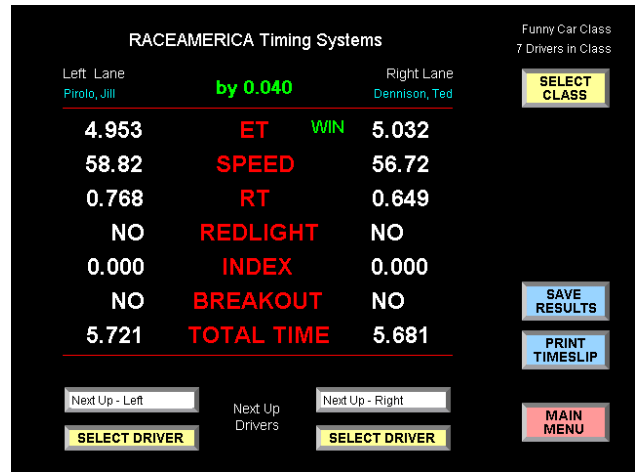 RACEAMERICA Timing Systems
Funny Car Class
7 Drivers in Class
Left Lane
Right Lane
Pirolo, Jill
by 0.040
Dennison, Ted
SELECT
CLASS
4.953 ET WIN 5.032
58.82 SPEED 56.72
0.768 RT 0.649
NO REDLIGHT NO
0.000 INDEX 0.000
NO BREAKOUT NO
5.721 TOTAL TIME 5.681
SAVE
RESULTS
PRINT
TIMESLIP
Next Up - Left
Next Up
Drivers
Next Up - Right
SELECT DRIVER
SELECT DRIVER
MAIN
MENU